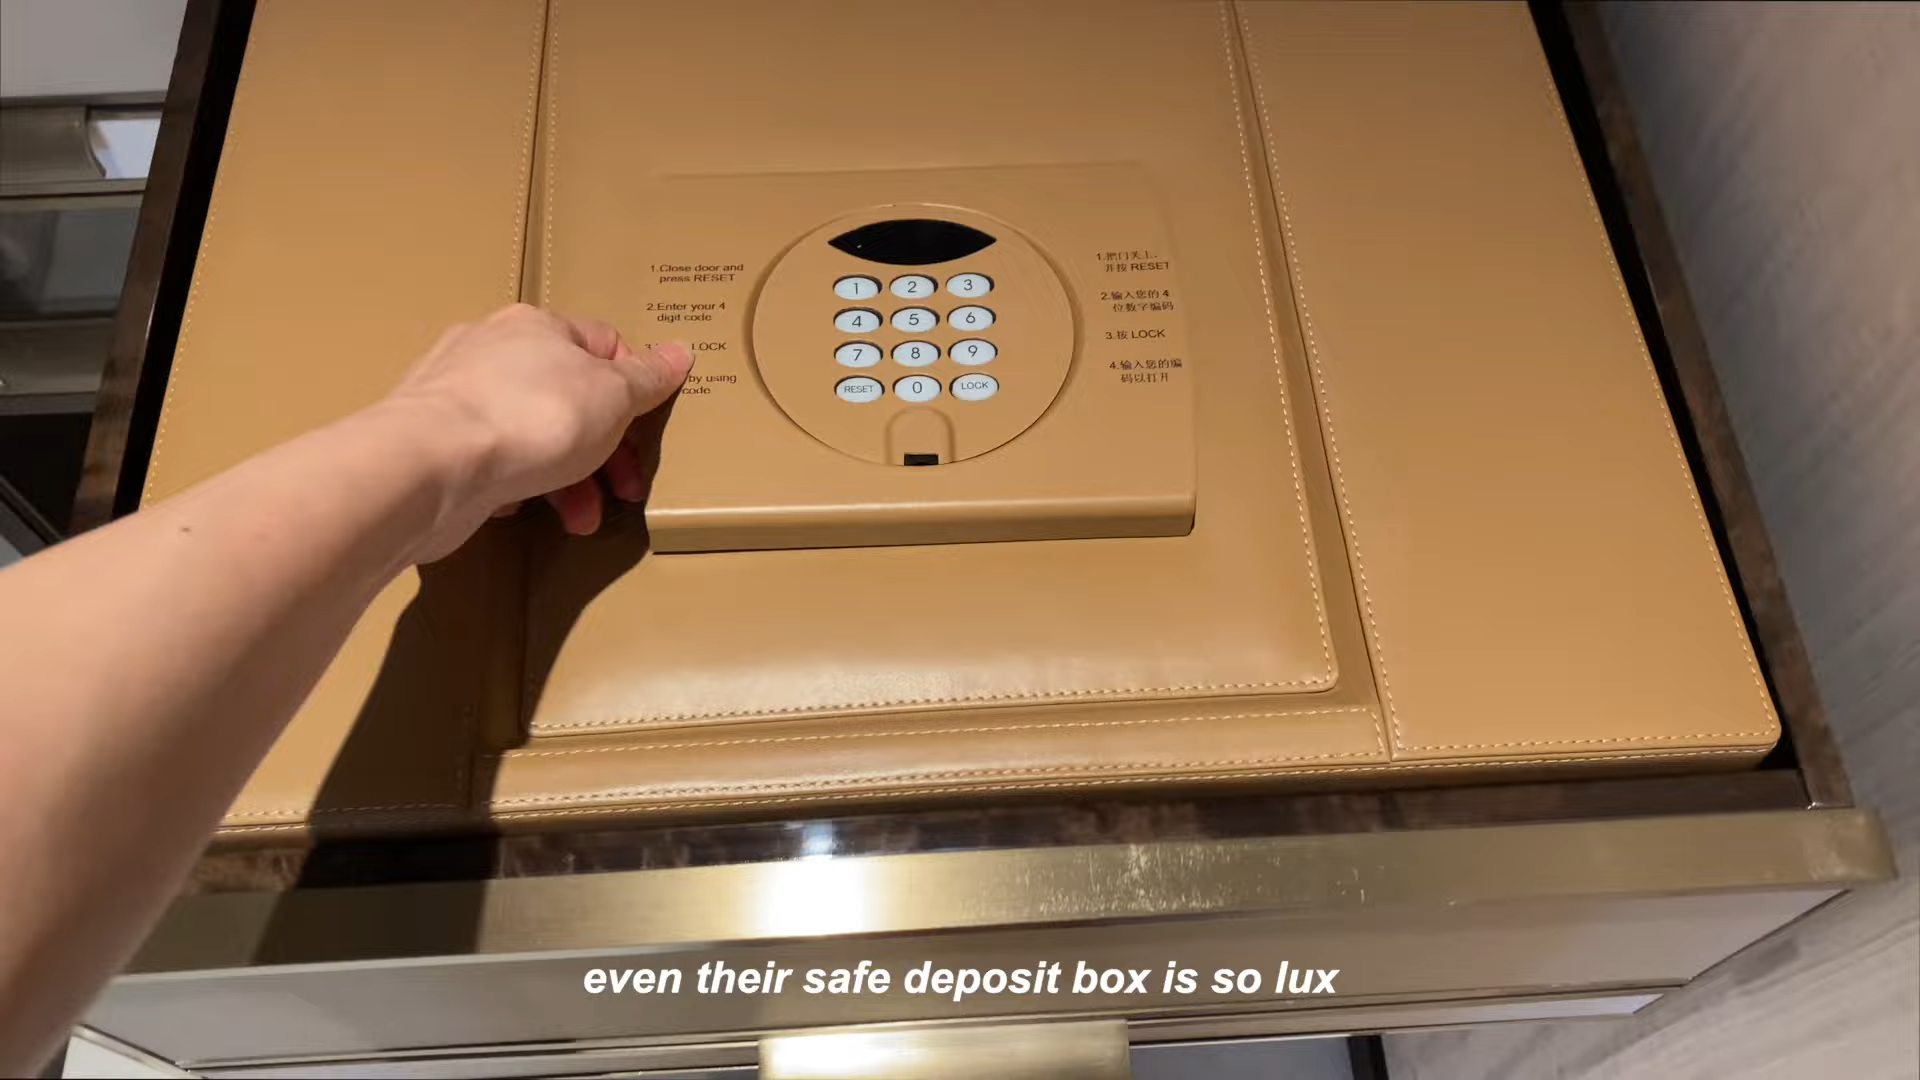 1.Close door and
press RESET
2.Enter your 4
digit code
3. LOCK
by using
code
1 2 3
4 5 6
7 8 9
RESET 0 LOCK
1.把门关上,
并按 RESET
2.输入您的 4
位数字编码
3.按 LOCK
4.输入您的编
码以打开
even their safe deposit box is so lux